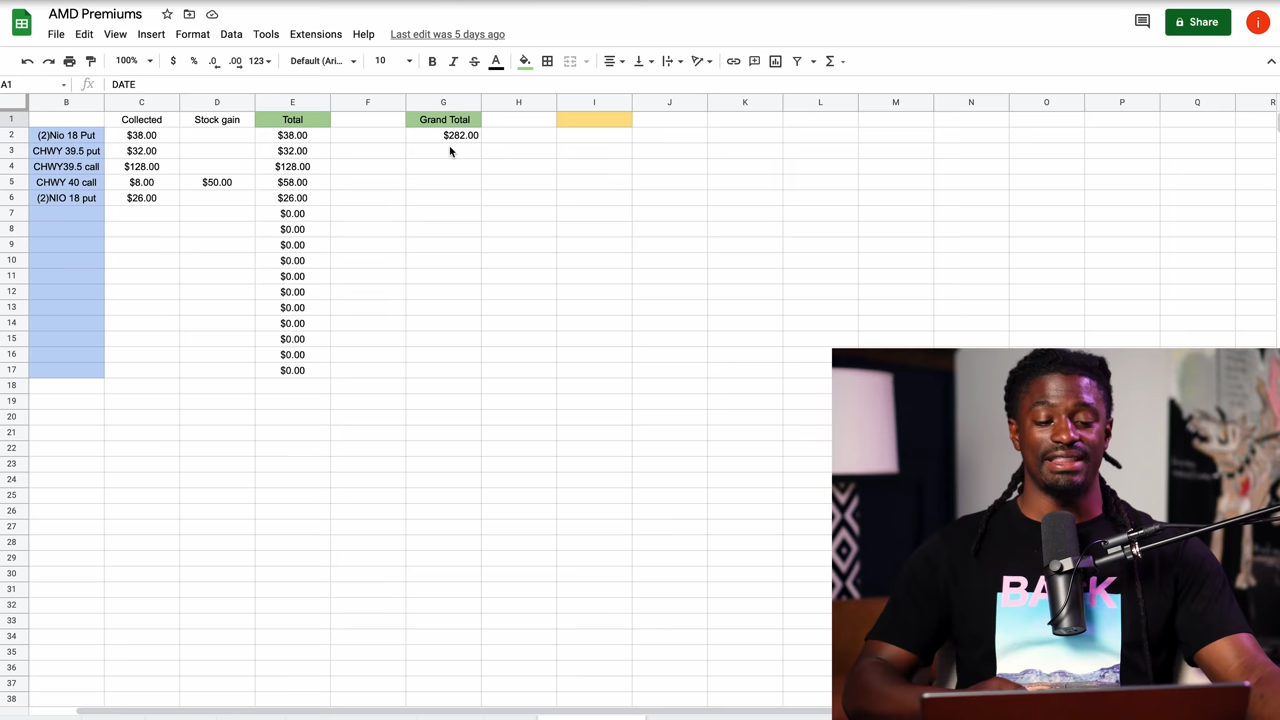 AMD Premiums
File Edit View Insert Format Data Tools Extensions Help Last edit was 5 days ago
Share
i
100% $ % .0 .00 123 Default (Ari... 10 B I S A
A1 fx DATE
B C D E F G H I J K L M N O P Q R
1 Collected Stock gain Total Grand Total
2 (2)Nio 18 Put $38.00 $38.00 $282.00
3 CHWY 39.5 put $32.00 $32.00
4 CHWY39.5 call $128.00 $128.00
5 CHWY 40 call $8.00 $50.00 $58.00
6 (2)NIO 18 put $26.00 $26.00
7 $0.00
8 $0.00
9 $0.00
10 $0.00
11 $0.00
12 $0.00
13 $0.00
14 $0.00
15 $0.00
16 $0.00
17 $0.00
18
19
20
21
22
23
24
25
26
27
28
29
30
31
32
33
34
35
36
37
38